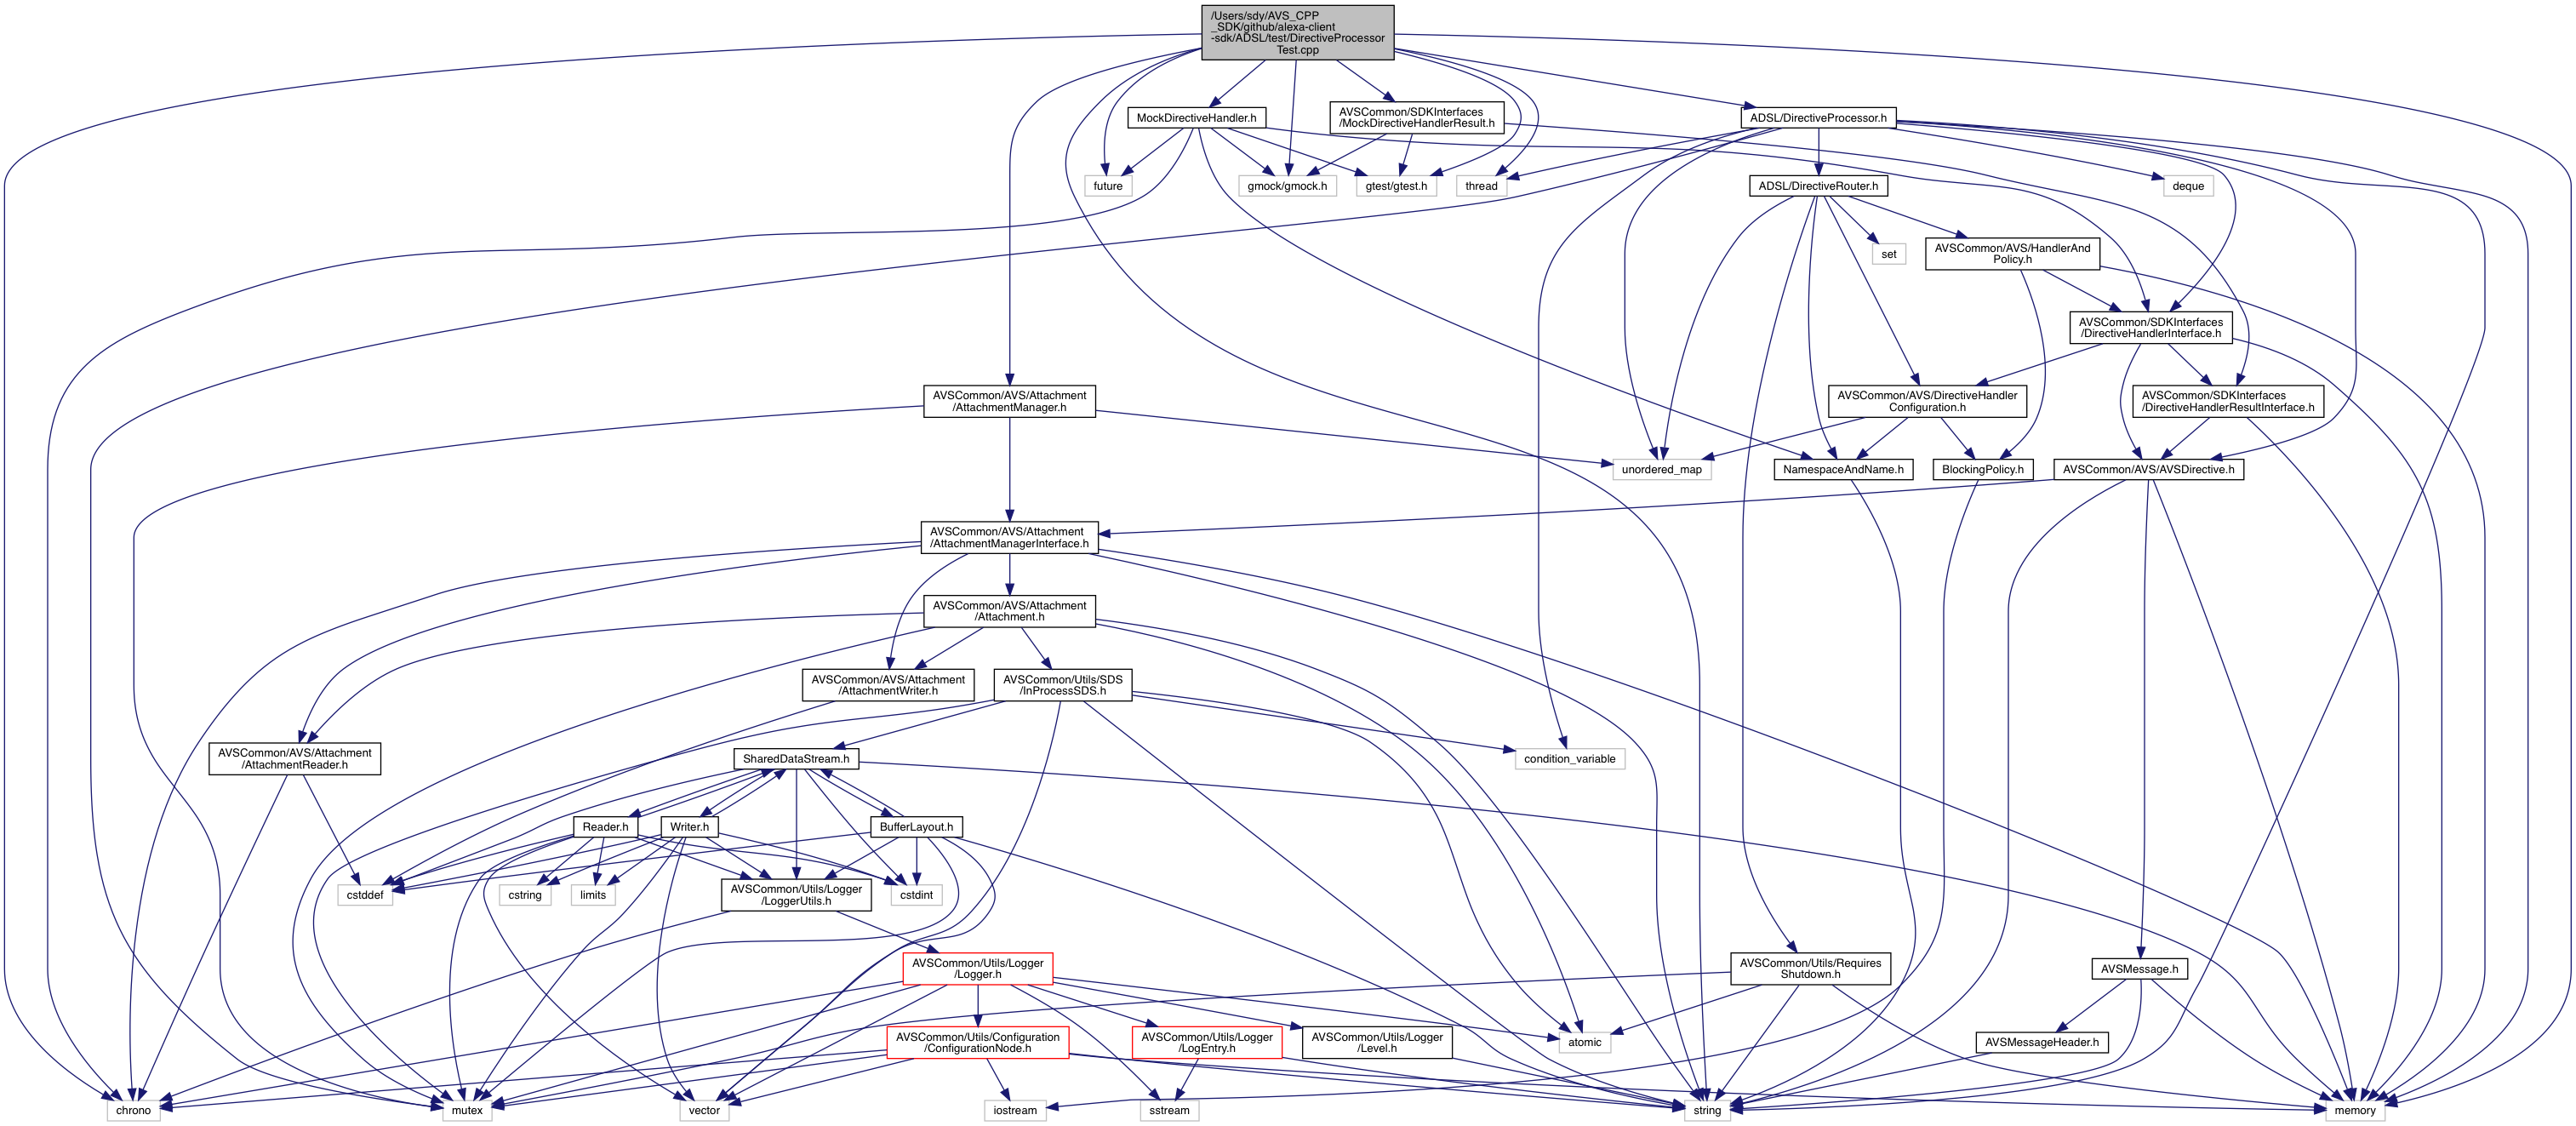 /Users/sdy/AVS_CPP
_SDK/github/alexa-client
-sdk/ADSL/test/DirectiveProcessor
Test.cpp
MockDirectiveHandler.h
AVSCommon/SDKInterfaces
/MockDirectiveHandlerResult.h
ADSL/DirectiveProcessor.h
future
gmock/gmock.h
gtest/gtest.h
thread
ADSL/DirectiveRouter.h
deque
set
AVSCommon/AVS/HandlerAnd
Policy.h
AVSCommon/SDKInterfaces
/DirectiveHandlerInterface.h
AVSCommon/AVS/Attachment
/AttachmentManager.h
AVSCommon/AVS/DirectiveHandler
Configuration.h
AVSCommon/SDKInterfaces
/DirectiveHandlerResultInterface.h
unordered_map
NamespaceAndName.h
BlockingPolicy.h
AVSCommon/AVS/AVSDirective.h
AVSCommon/AVS/Attachment
/AttachmentManagerInterface.h
AVSCommon/AVS/Attachment
/Attachment.h
AVSCommon/AVS/Attachment
/AttachmentWriter.h
AVSCommon/Utils/SDS
/InProcessSDS.h
AVSCommon/AVS/Attachment
/AttachmentReader.h
SharedDataStream.h
condition_variable
Reader.h
Writer.h
BufferLayout.h
cstddef
cstring
limits
AVSCommon/Utils/Logger
/LoggerUtils.h
cstdint
AVSCommon/Utils/Logger
/Logger.h
AVSCommon/Utils/Requires
Shutdown.h
AVSMessage.h
AVSCommon/Utils/Configuration
/ConfigurationNode.h
AVSCommon/Utils/Logger
/LogEntry.h
AVSCommon/Utils/Logger
/Level.h
atomic
AVSMessageHeader.h
chrono
mutex
vector
iostream
sstream
string
memory